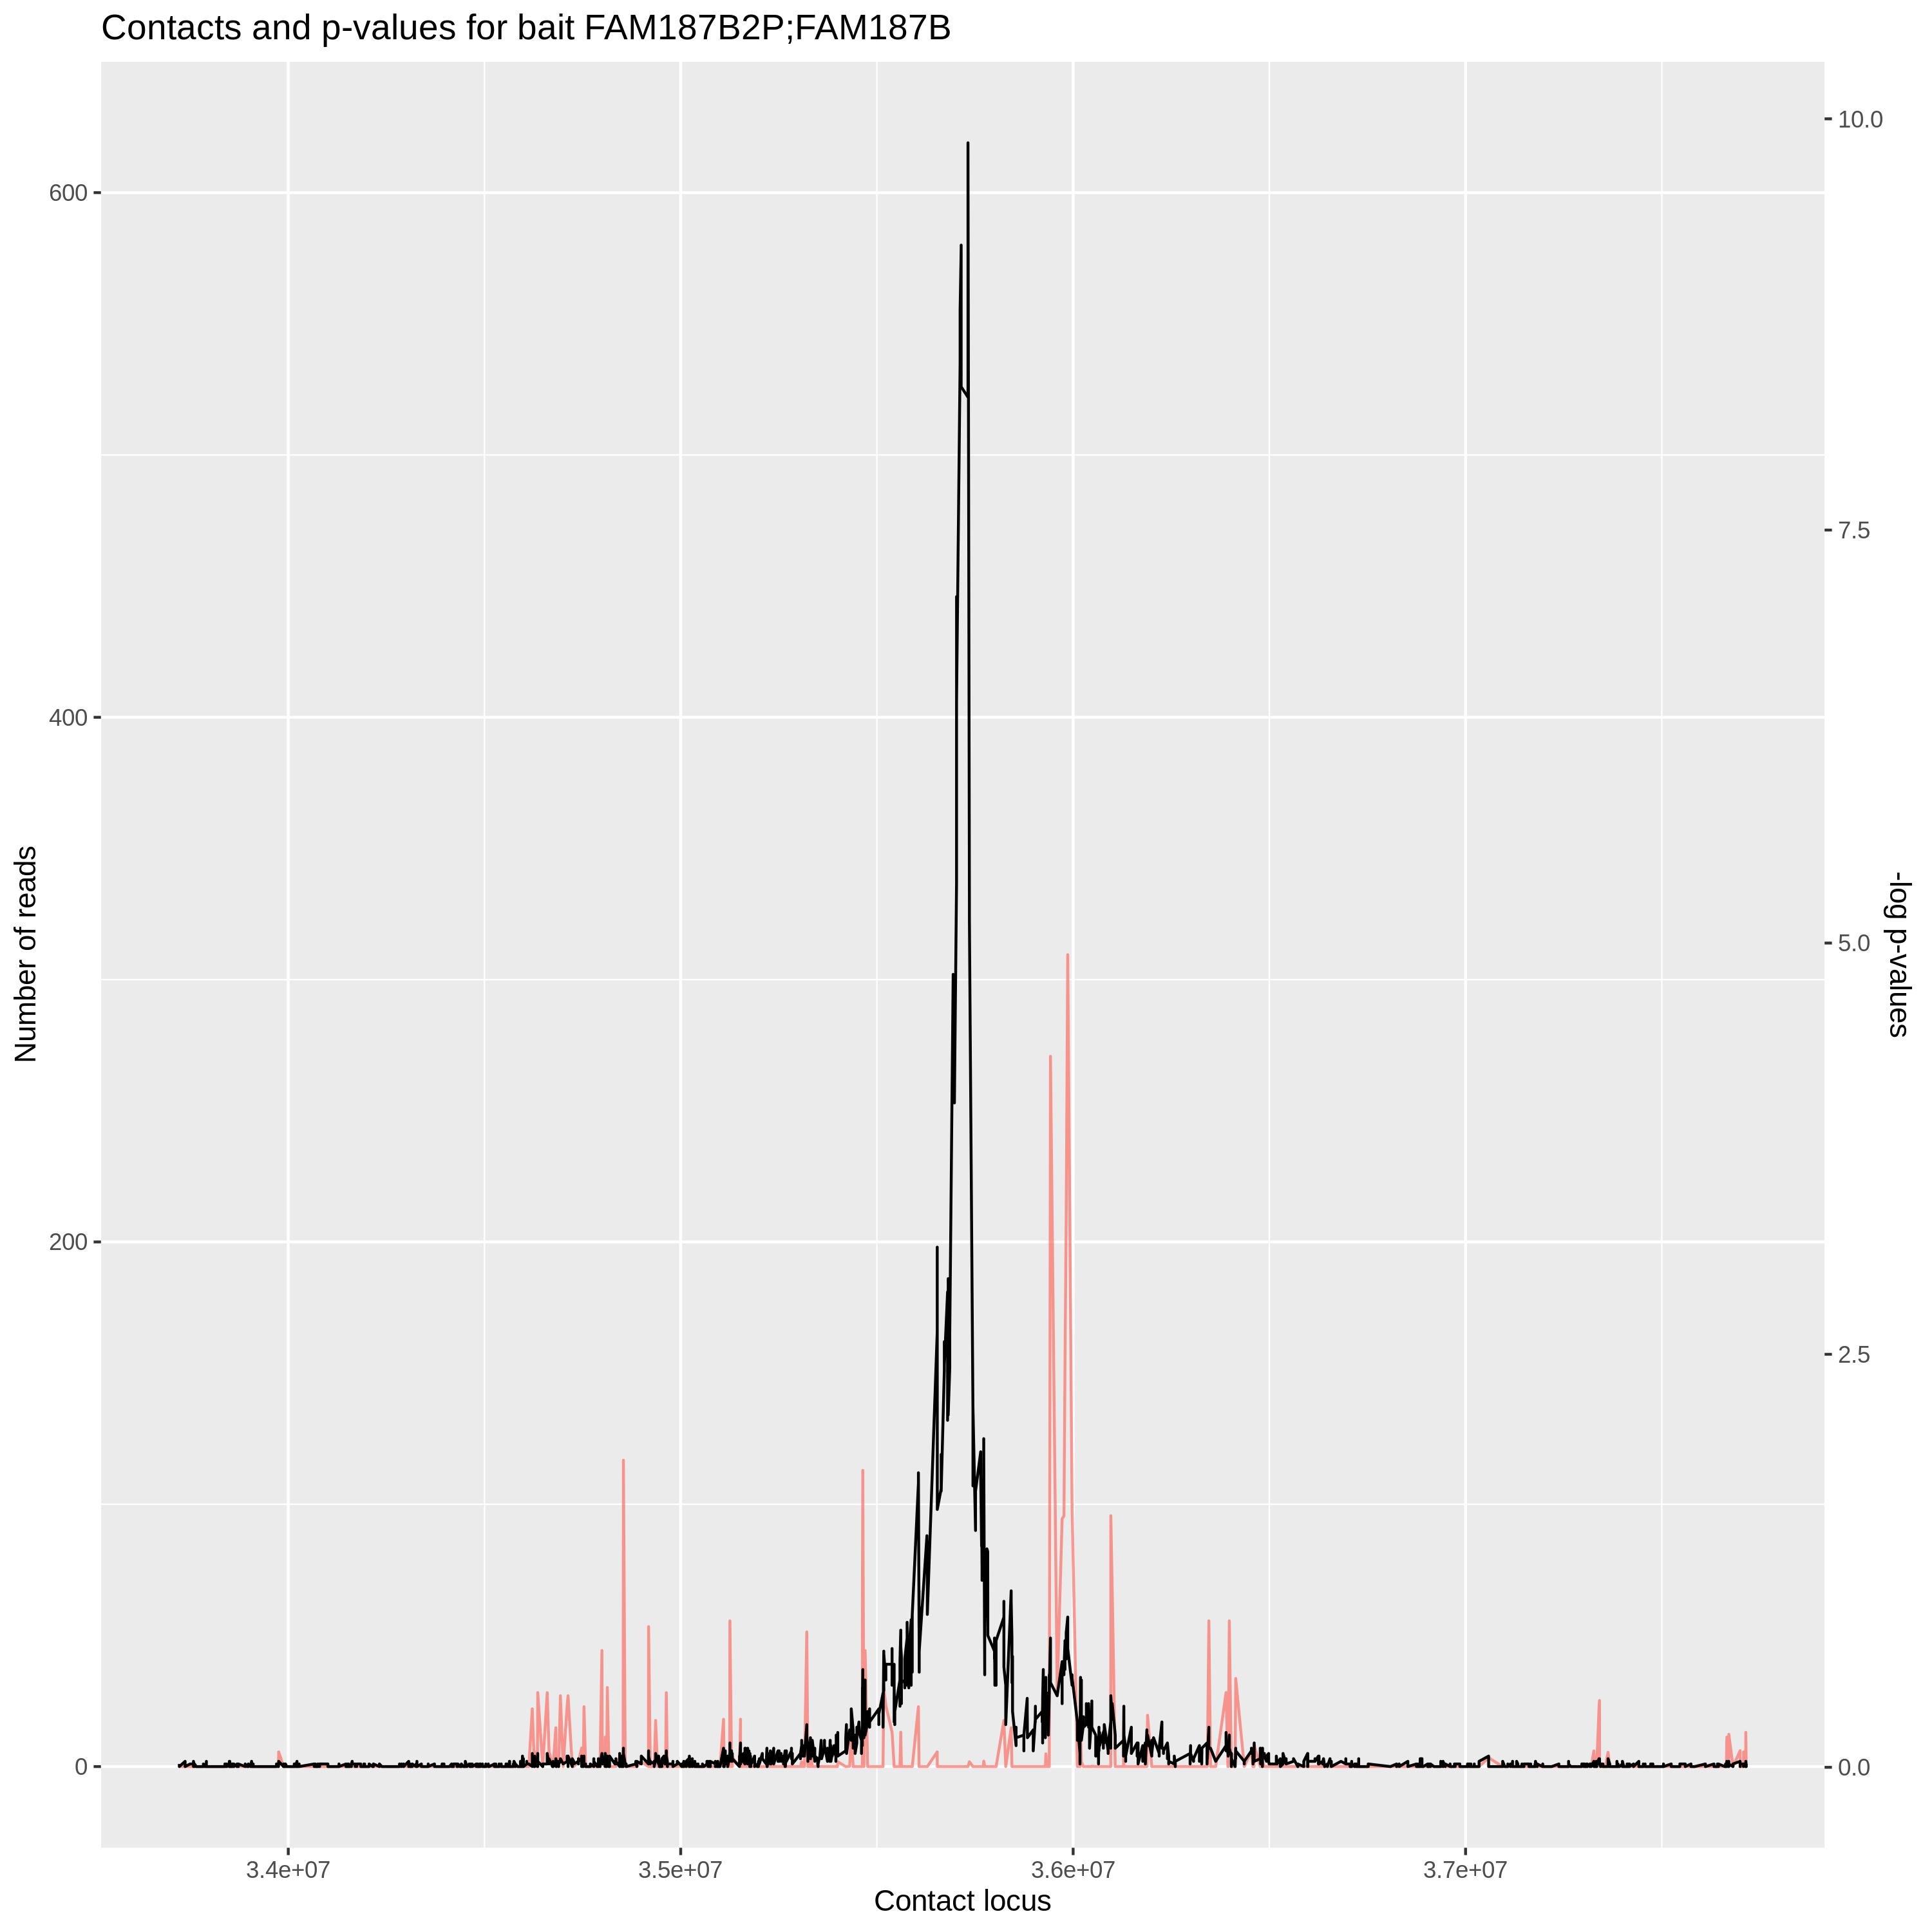 Contacts and p-values for bait FAM187B2P;FAM187B
Number of reads
600
400
200
0
10.0
7.5
5.0
2.5
0.0
-log p-values
3.4e+07
3.5e+07
3.6e+07
3.7e+07
Contact locus